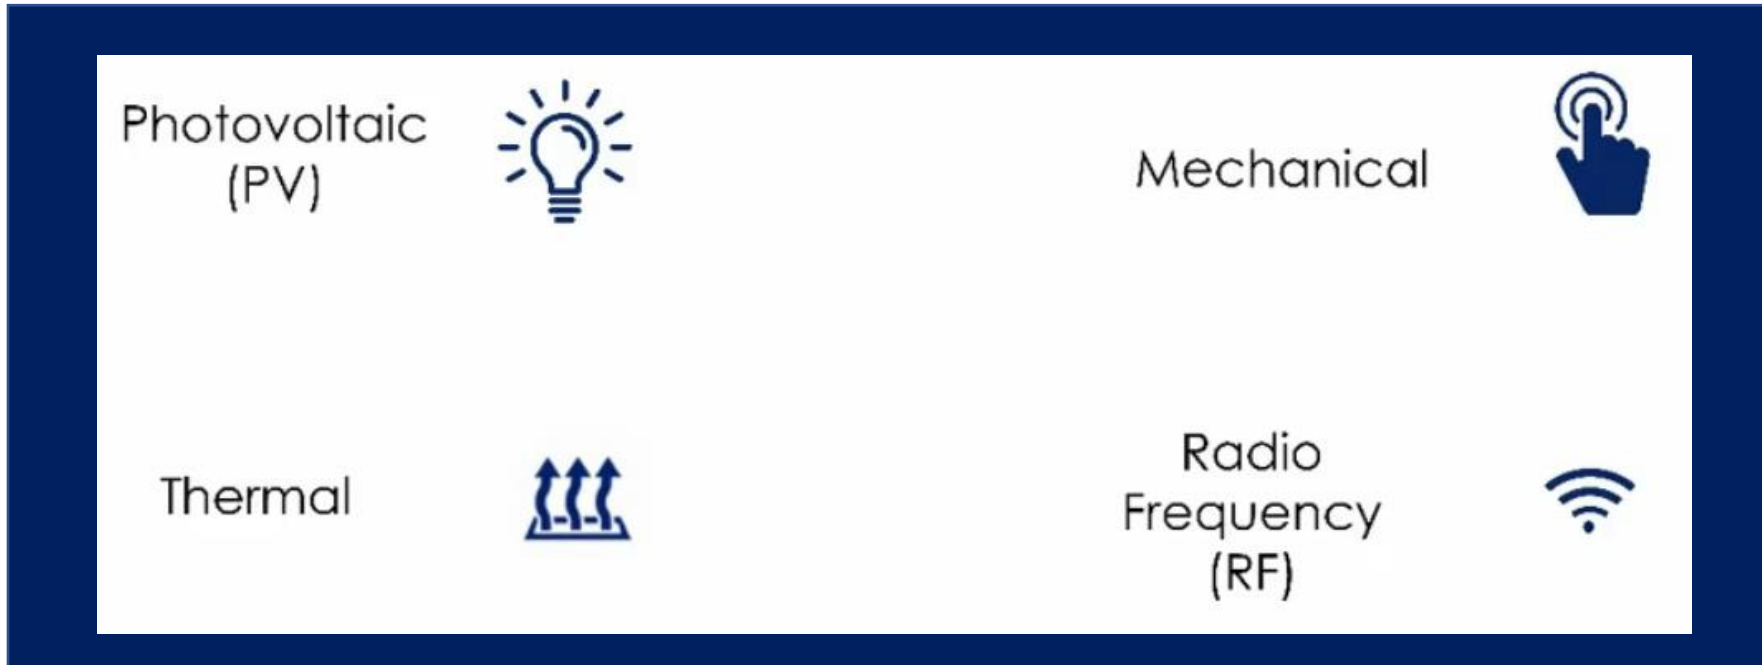 Photovoltaic
(PV)
Mechanical
Thermal
Radio
Frequency
(RF)